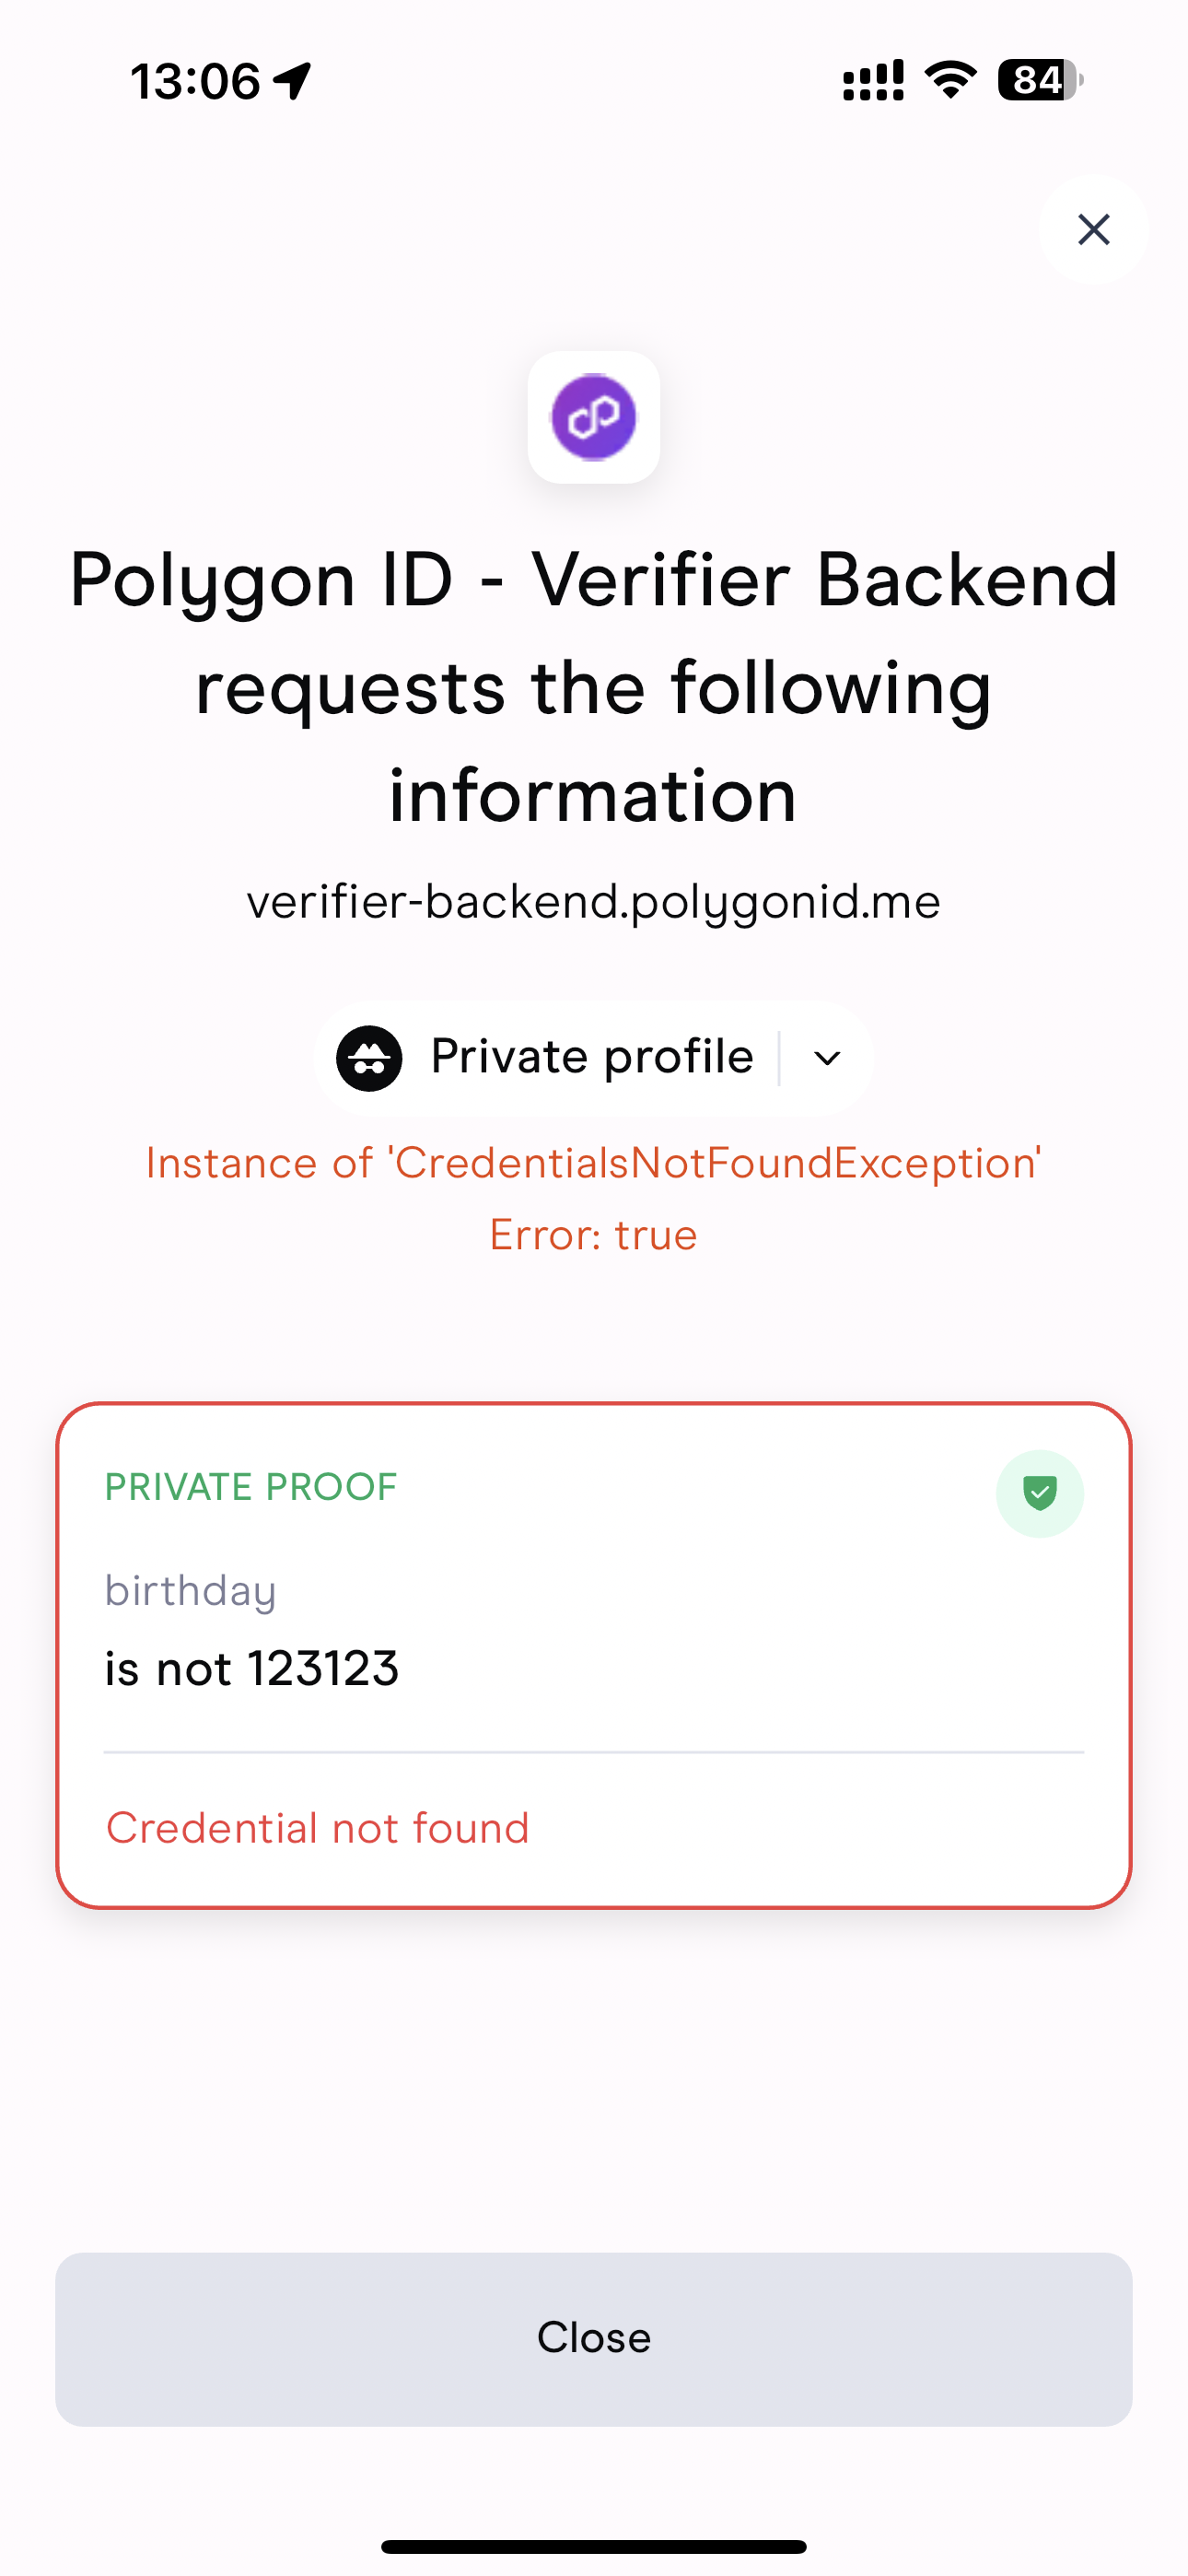 13:06
84
Polygon ID - Verifier Backend
requests the following
information
verifier-backend.polygonid.me
Private profile
Instance of 'CredentialsNotFoundException'
Error: true
PRIVATE PROOF
birthday
is not 123123
Credential not found
Close